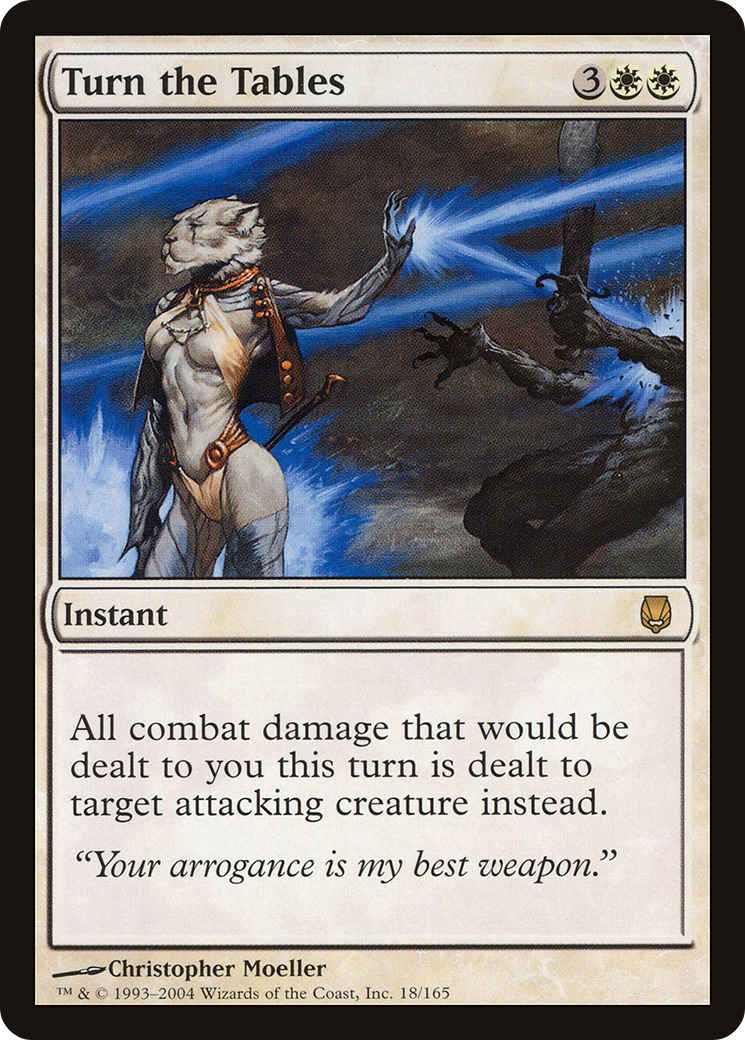 Turn the Tables 3
Instant
All combat damage that would be
dealt to you this turn is dealt to
target attacking creature instead.
“Your arrogance is my best weapon.”
Christopher Moeller
™ & © 1993–2004 Wizards of the Coast, Inc. 18/165